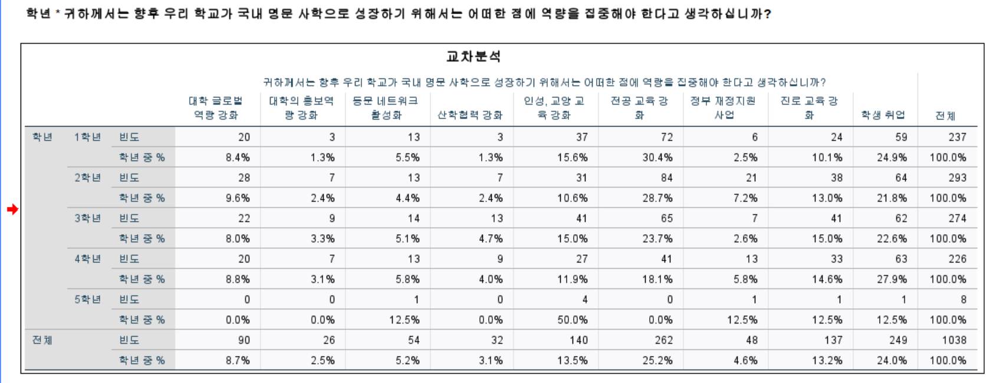 학년 * 귀하께서는 향후 우리 학교가 국내 명문 사학으로 성장하기 위해서는 어떠한 점에 역량을 집중해야 한다고 생각하십니까?
교차분석
귀하께서는 향후 우리 학교가 국내 명문 사학으로 성장하기 위해서는 어떠한 점에 역량을 집중해야 한다고 생각하십니까?
대학 글로벌 대학의 홍보역 동문 네트워크 인성, 교양 교 전공 교육 강 정부 재정지원 진로 교육 강
역량 강화 량 강화 활성화 산학협력 강화 육 강화 화 사업 화 학생 취업 전체
학년 1학년 빈도 20 3 13 3 37 72 6 24 59 237
학년 중 % 8.4% 1.3% 5.5% 1.3% 15.6% 30.4% 2.5% 10.1% 24.9% 100.0%
2학년 빈도 28 7 13 7 31 84 21 38 64 293
학년 중 % 9.6% 2.4% 4.4% 2.4% 10.6% 28.7% 7.2% 13.0% 21.8% 100.0%
3학년 빈도 22 9 14 13 41 65 7 41 62 274
학년 중 % 8.0% 3.3% 5.1% 4.7% 15.0% 23.7% 2.6% 15.0% 22.6% 100.0%
4학년 빈도 20 7 13 9 27 41 13 33 63 226
학년 중 % 8.8% 3.1% 5.8% 4.0% 11.9% 18.1% 5.8% 14.6% 27.9% 100.0%
5학년 빈도 0 0 1 0 4 0 1 1 1 8
학년 중 % 0.0% 0.0% 12.5% 0.0% 50.0% 0.0% 12.5% 12.5% 12.5% 100.0%
전체 빈도 90 26 54 32 140 262 48 137 249 1038
학년 중 % 8.7% 2.5% 5.2% 3.1% 13.5% 25.2% 4.6% 13.2% 24.0% 100.0%